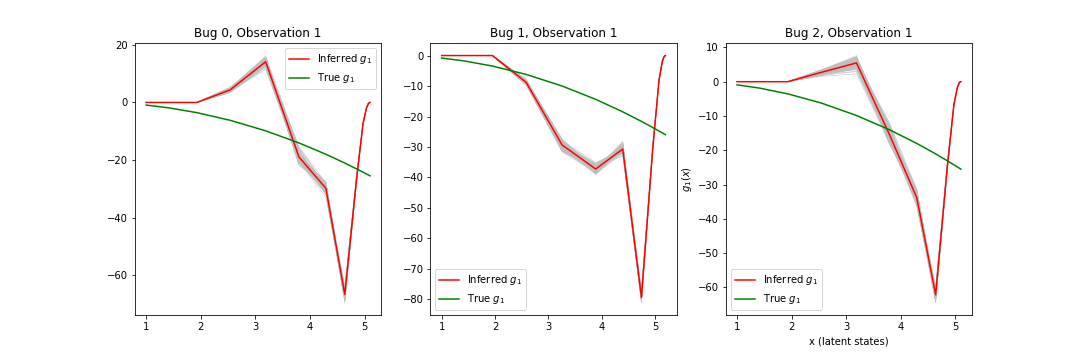 Bug 0, Observation 1
20
0
−20
−40
−60
1 2 3 4 5
Inferred g₁
True g₁
Bug 1, Observation 1
0
−10
−20
−30
−40
−50
−60
−70
−80
1 2 3 4 5
Inferred g₁
True g₁
Bug 2, Observation 1
g₁(x)
10
0
−10
−20
−30
−40
−50
−60
1 2 3 4 5
x (latent states)
Inferred g₁
True g₁